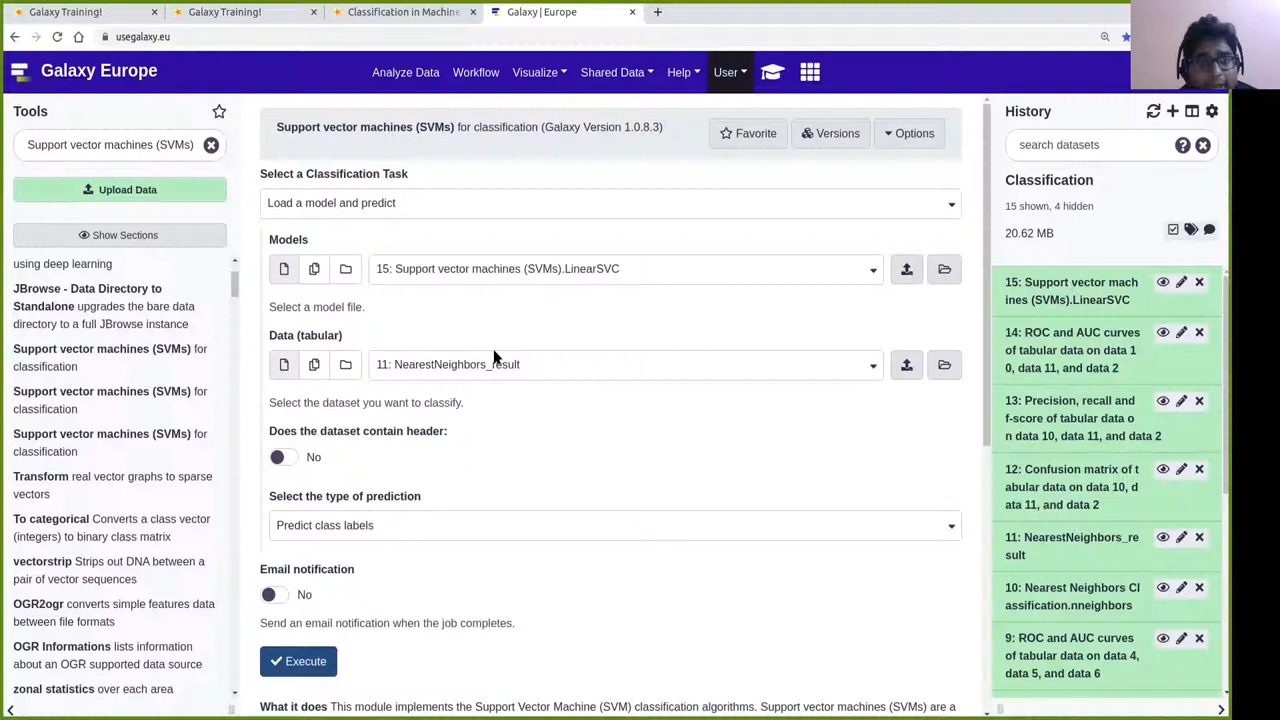 Galaxy Training!
Galaxy Training!
Classification in Machine
Galaxy | Europe
usegalaxy.eu
Galaxy Europe
Analyze Data
Workflow
Visualize
Shared Data
Help
User
Tools
Support vector machines (SVMs)
Upload Data
Show Sections
using deep learning
JBrowse - Data Directory to
Standalone upgrades the bare data
directory to a full JBrowse instance
Support vector machines (SVMs) for
classification
Support vector machines (SVMs) for
classification
Support vector machines (SVMs) for
classification
Transform real vector graphs to sparse
vectors
To categorical Converts a class vector
(integers) to binary class matrix
vectorstrip Strips out DNA between a
pair of vector sequences
OGR2ogr converts simple features data
between file formats
OGR Informations lists information
about an OGR supported data source
zonal statistics over each area
Support vector machines (SVMs) for classification (Galaxy Version 1.0.8.3)
Favorite
Versions
Options
Select a Classification Task
Load a model and predict
Models
15: Support vector machines (SVMs).LinearSVC
Select a model file.
Data (tabular)
11: NearestNeighbors_result
Select the dataset you want to classify.
Does the dataset contain header:
No
Select the type of prediction
Predict class labels
Email notification
No
Send an email notification when the job completes.
Execute
What it does This module implements the Support Vector Machine (SVM) classification algorithms. Support vector machines (SVMs) are a
History
search datasets
Classification
15 shown, 4 hidden
20.62 MB
15: Support vector mach
ines (SVMs).LinearSVC
14: ROC and AUC curves
of tabular data on data 1
0, data 11, and data 2
13: Precision, recall and
f-score of tabular data o
n data 10, data 11, and data 2
12: Confusion matrix of t
abular data on data 10, d
ata 11, and data 2
11: NearestNeighbors_re
sult
10: Nearest Neighbors Cl
assification.nneighbors
9: ROC and AUC curves
of tabular data on data 4,
data 5, and data 6